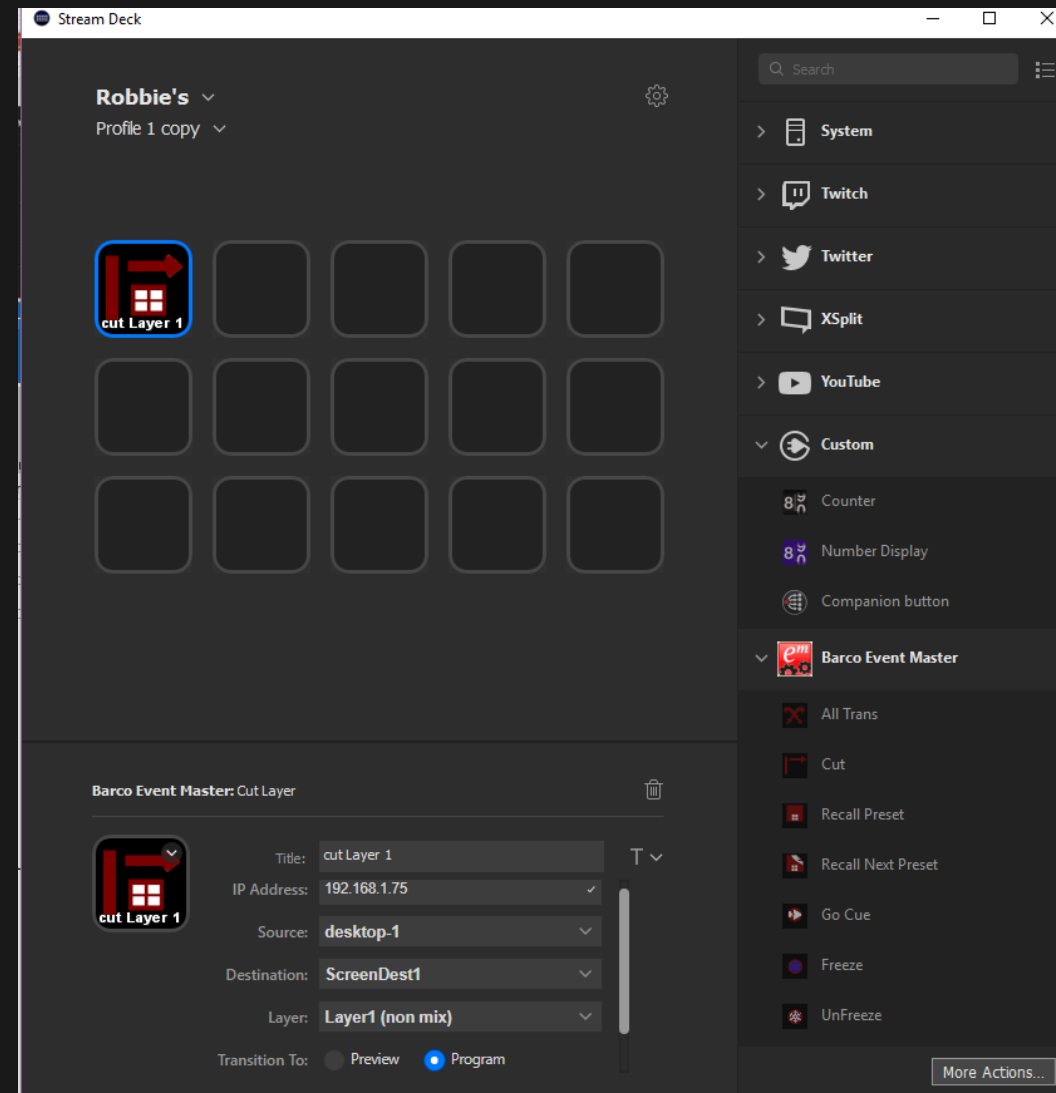 Stream Deck
Robbie's
Profile 1 copy
cut Layer 1
Search
System
Twitch
Twitter
XSplit
YouTube
Custom
Counter
Number Display
Companion button
em Barco Event Master
All Trans
Cut
Recall Preset
Recall Next Preset
Go Cue
Freeze
UnFreeze
More Actions...
Barco Event Master: Cut Layer
cut Layer 1
Title: cut Layer 1
T
IP Address: 192.168.1.75
Source: desktop-1
Destination: ScreenDest1
Layer: Layer1 (non mix)
Transition To: Preview Program